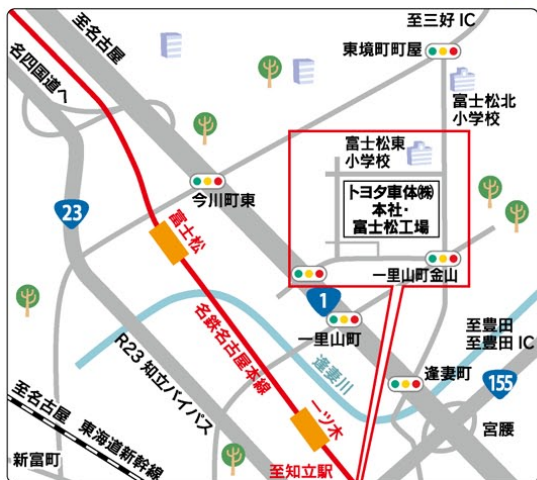 至名古屋
至三好IC
名四国道へ
東境町町屋
富士松北
小学校
富士松東
小学校
今川町東
トヨタ車体㈱
本社・
富士松工場
23
富士松
一里山町金山
1
名鉄名古屋本線
一里山町
至豊田
至豊田IC
R23 知立バイパス
逢妻川
逢妻町
155
至名古屋
東海道新幹線
一ツ木
宮腰
新富町
至知立駅